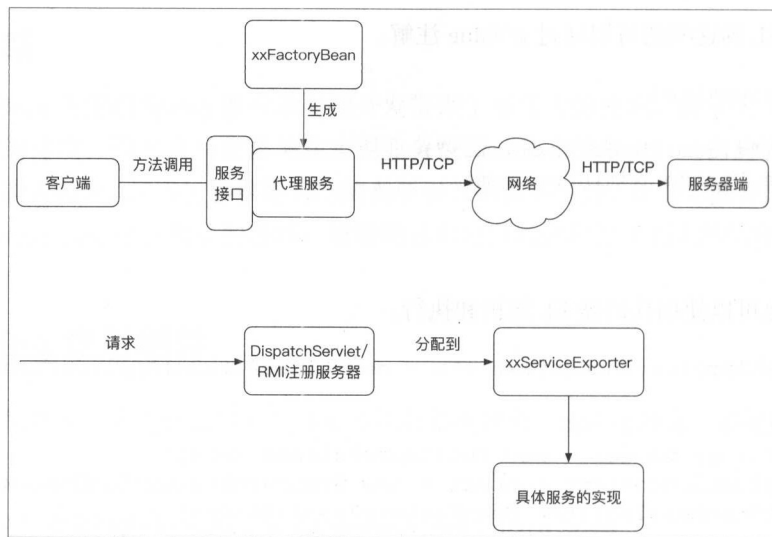 xxFactoryBean
生成
客户端
方法调用
服务
接口
代理服务
HTTP/TCP
网络
HTTP/TCP
服务器端
请求
DispatchServlet/
RMI注册服务器
分配到
xxServiceExporter
具体服务的实现